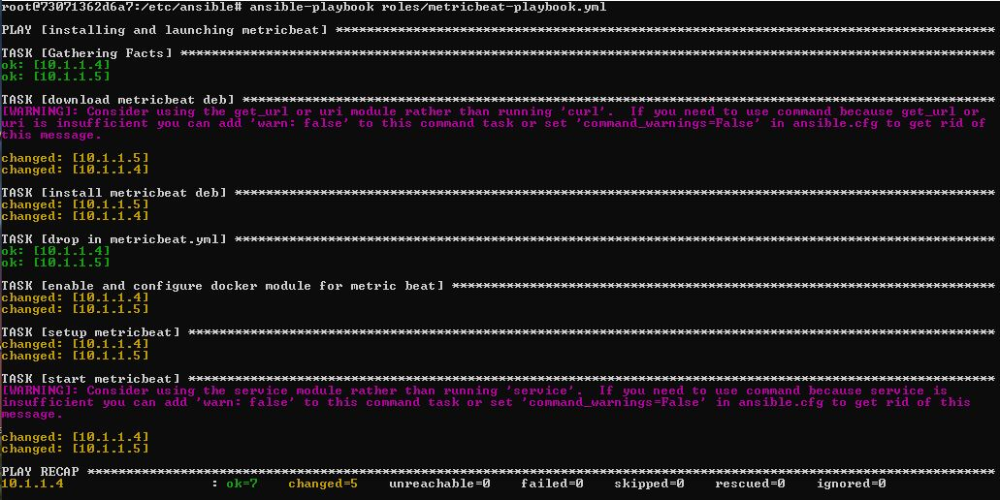 root@73071362d6a7:/etc/ansible# ansible-playbook roles/metricbeat-playbook.yml
PLAY [installing and launching metricbeat] *************************************************************************************
TASK [Gathering Facts] *********************************************************************************************************
ok: [10.1.1.4]
ok: [10.1.1.5]
TASK [download metricbeat deb] *************************************************************************************************
[WARNING]: Consider using the get_url or uri module rather than running 'curl'.  If you need to use command because get_url or
uri is insufficient you can add 'warn: false' to this command task or set 'command_warnings=False' in ansible.cfg to get rid of
this message.
changed: [10.1.1.5]
changed: [10.1.1.4]
TASK [install metricbeat deb] **************************************************************************************************
changed: [10.1.1.5]
changed: [10.1.1.4]
TASK [drop in metricbeat.yml] **************************************************************************************************
ok: [10.1.1.4]
ok: [10.1.1.5]
TASK [enable and configure docker module for metric beat] **********************************************************************
changed: [10.1.1.4]
changed: [10.1.1.5]
TASK [setup metricbeat] ********************************************************************************************************
changed: [10.1.1.4]
changed: [10.1.1.5]
TASK [start metricbeat] ********************************************************************************************************
[WARNING]: Consider using the service module rather than running 'service'.  If you need to use command because service is
insufficient you can add 'warn: false' to this command task or set 'command_warnings=False' in ansible.cfg to get rid of this
message.
changed: [10.1.1.4]
changed: [10.1.1.5]
PLAY RECAP *********************************************************************************************************************
10.1.1.4                   : ok=7    changed=5    unreachable=0    failed=0    skipped=0    rescued=0    ignored=0